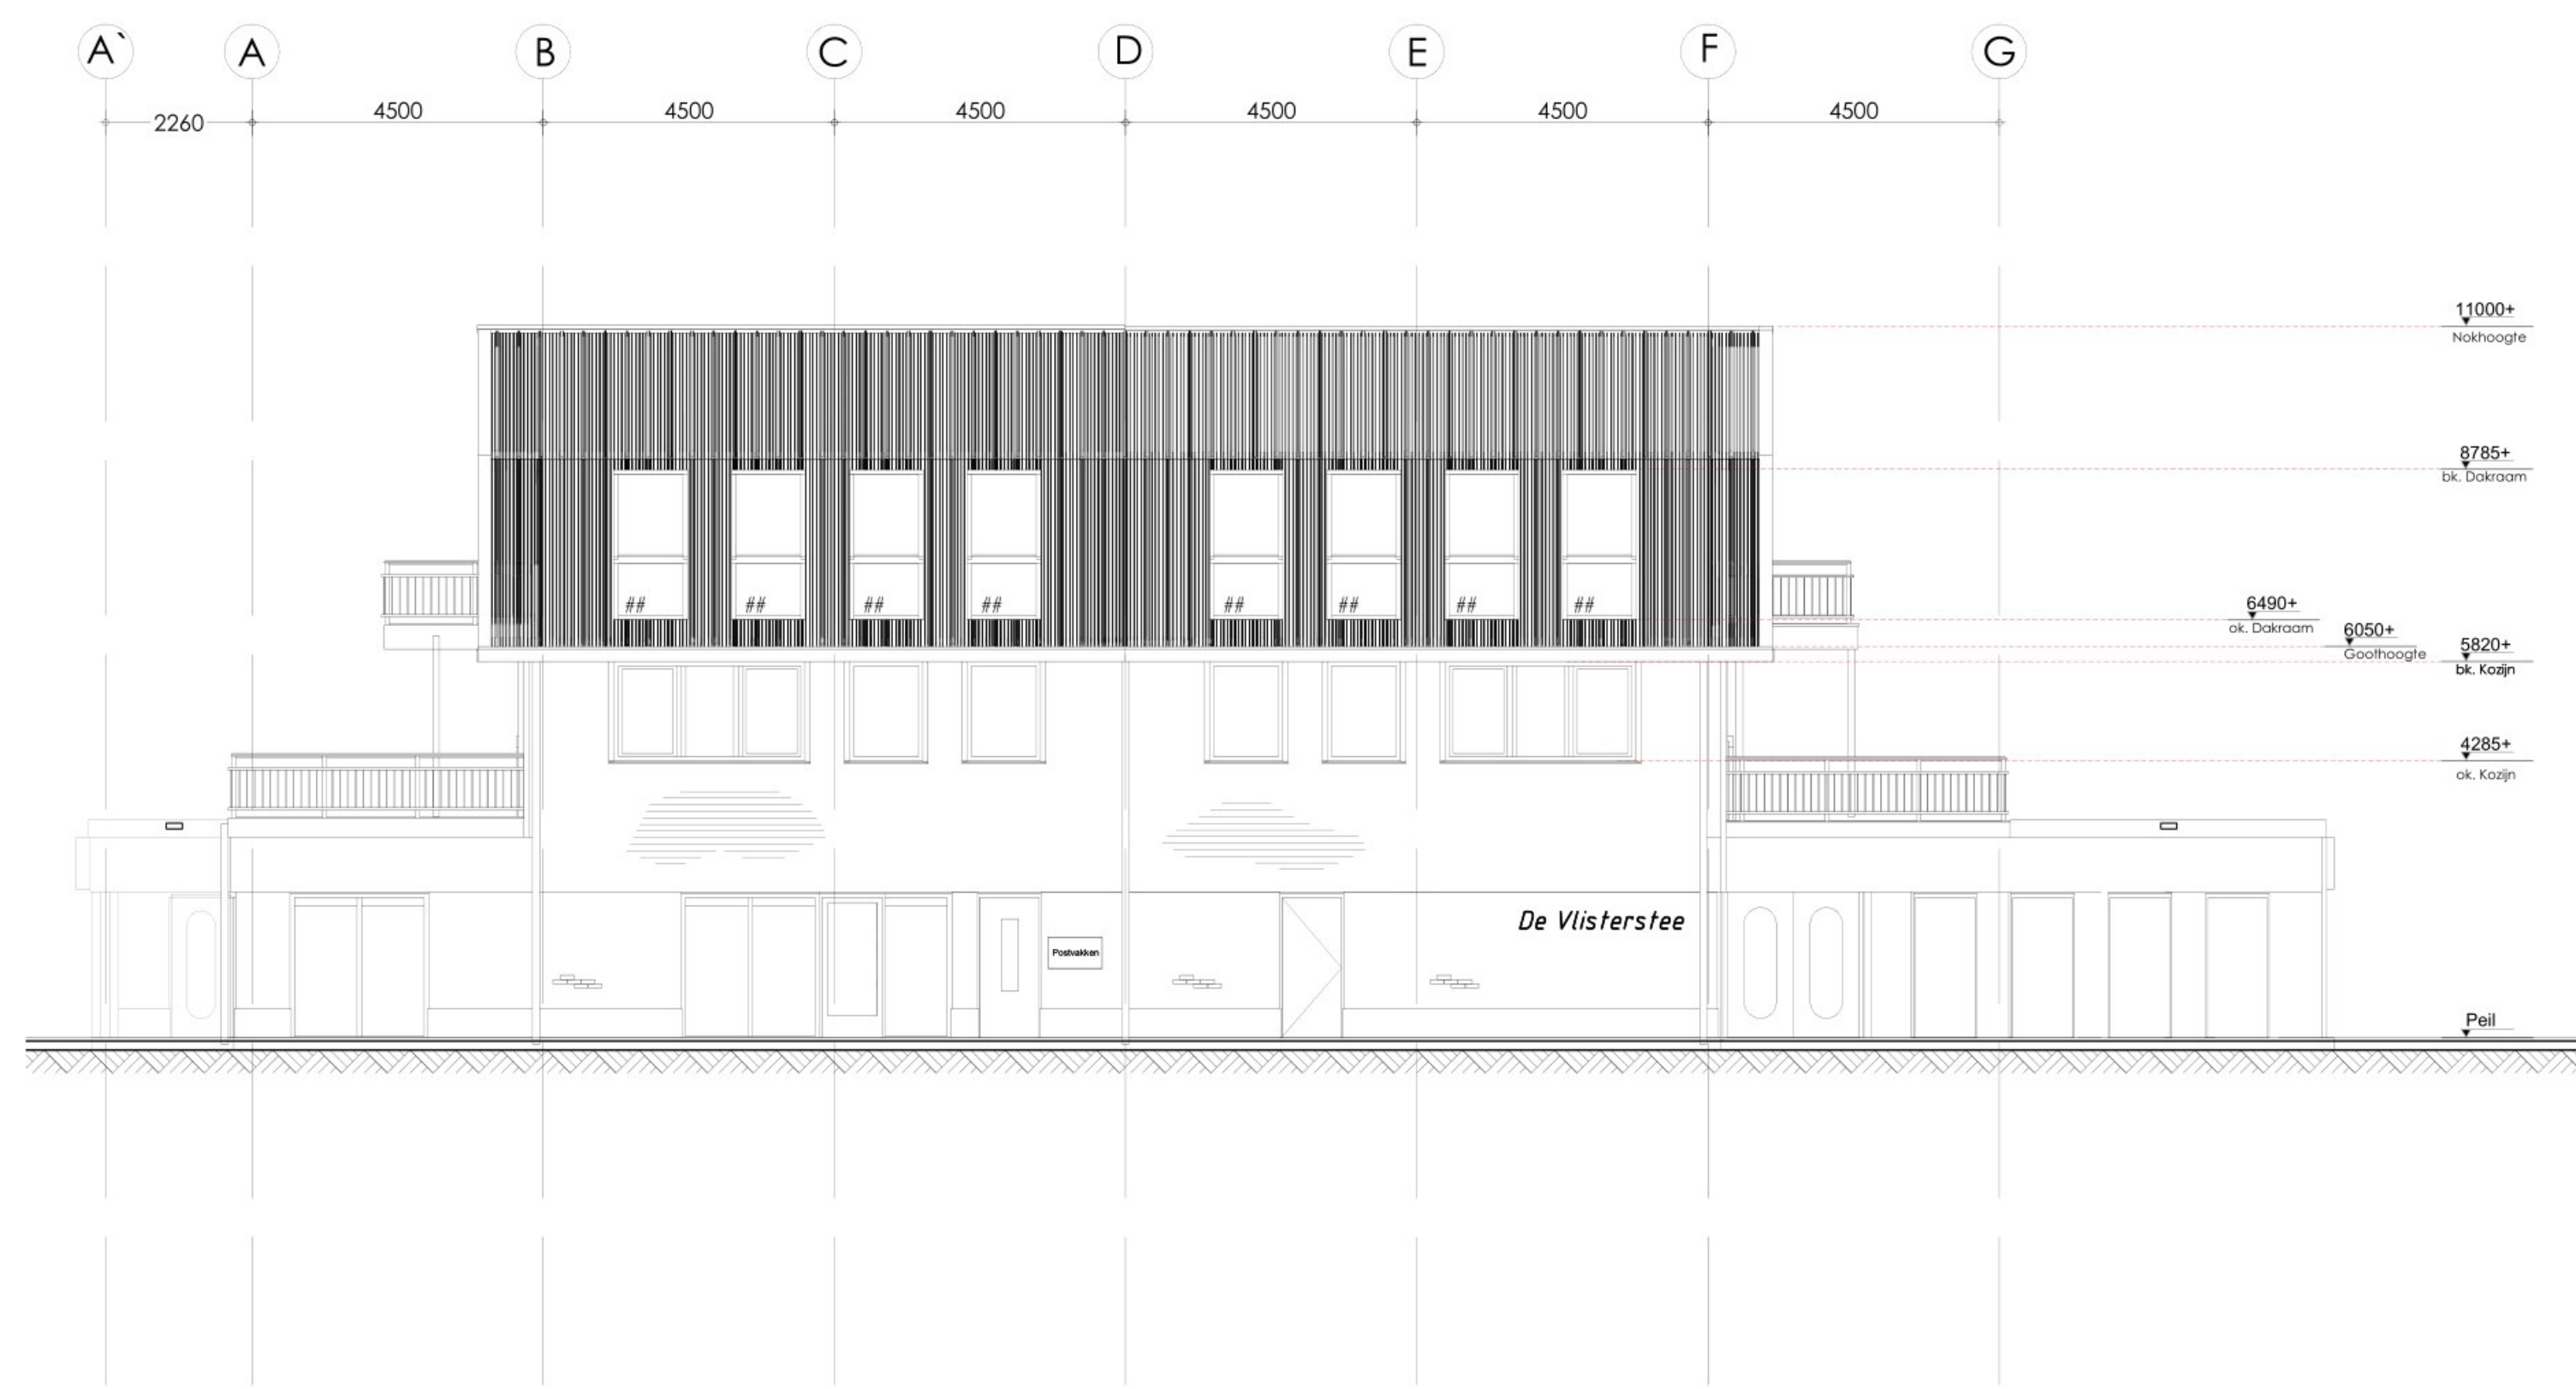 A` A B C D E F G
2260 4500 4500 4500 4500 4500 4500
11000+
Nokhoogte
8785+
bk. Dakraam
## ## ## ## ## ## ## ##
6490+
ok. Dakraam
6050+
Goothoogte
5820+
bk. Kozijn
4285+
ok. Kozijn
De Vlisterstee
Postvakken
Peil